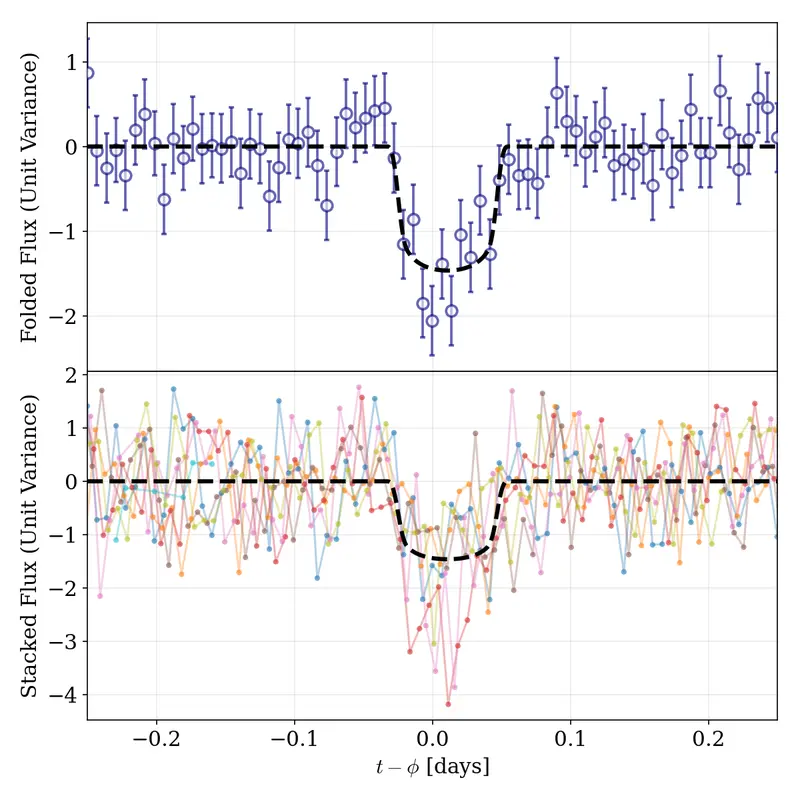 Folded Flux (Unit Variance)
1
0
−1
−2
Stacked Flux (Unit Variance)
2
1
0
−1
−2
−3
−4
−0.2 −0.1 0.0 0.1 0.2
t − ϕ [days]